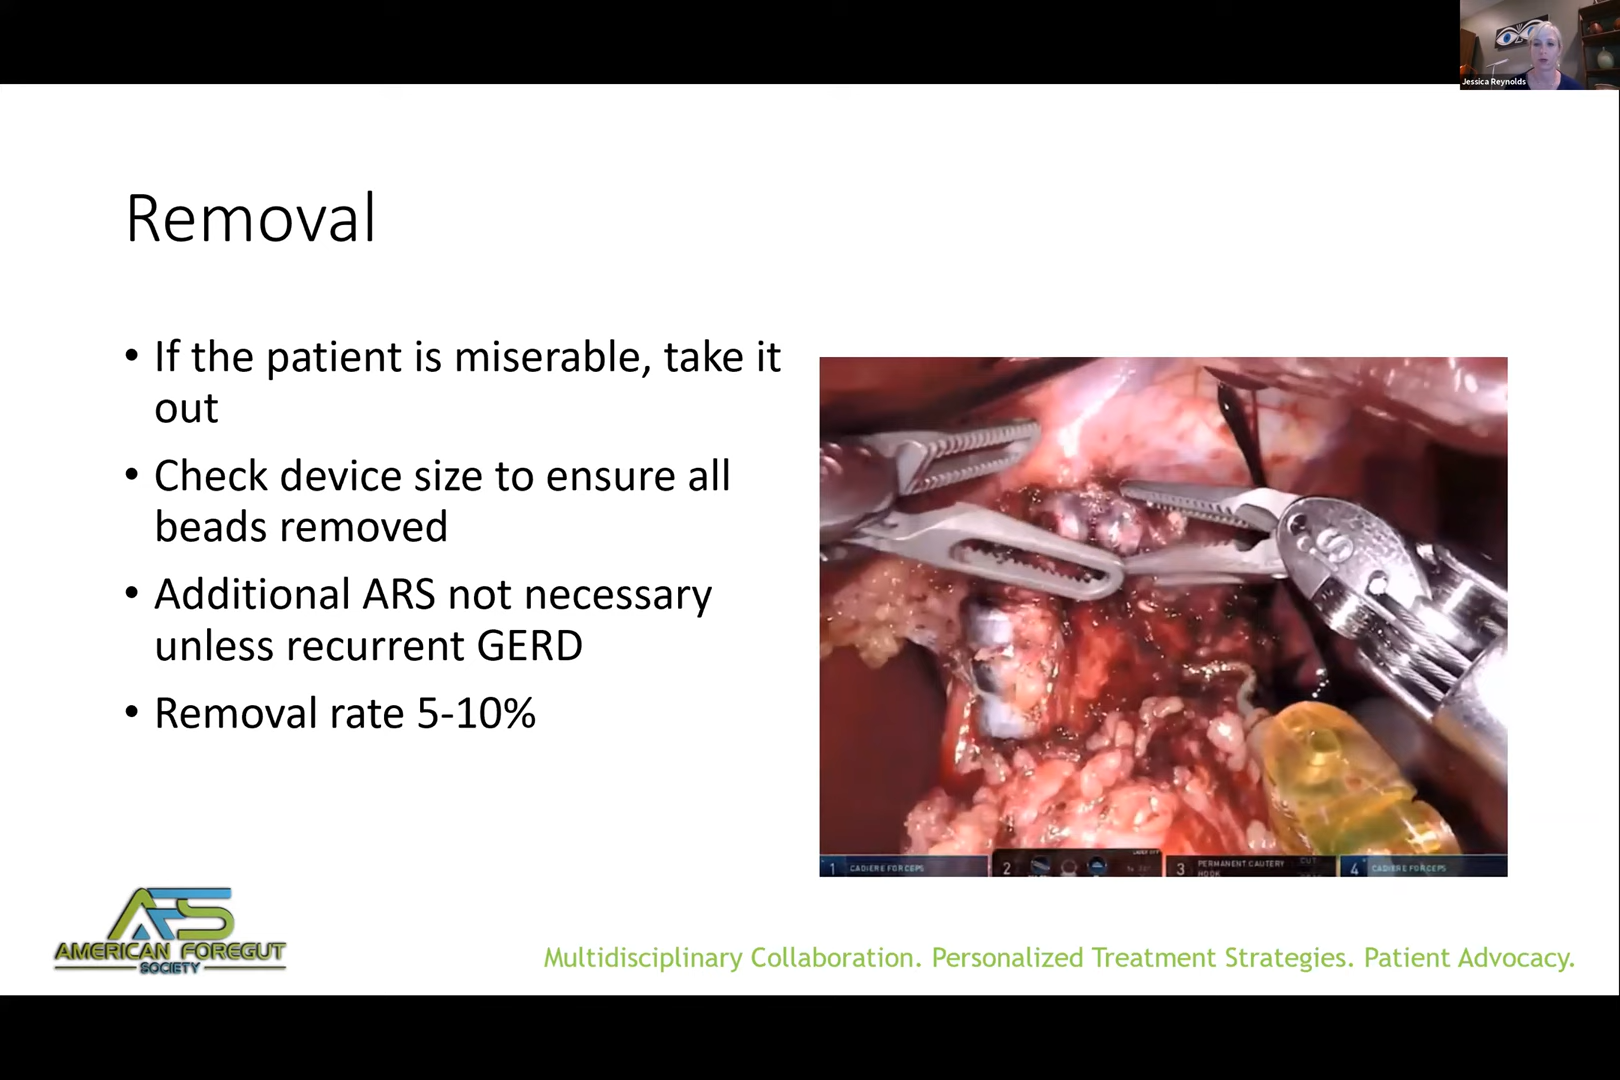 Jessica Reynolds
Removal
• If the patient is miserable, take it
out
• Check device size to ensure all
beads removed
• Additional ARS not necessary
unless recurrent GERD
• Removal rate 5-10%
1 CADIERE FORCEPS
2
3 PERMANENT CAUTERY
HOOK
CUT
4 CADIERE FORCEPS
AFS
AMERICAN FOREGUT
SOCIETY
Multidisciplinary Collaboration. Personalized Treatment Strategies. Patient Advocacy.